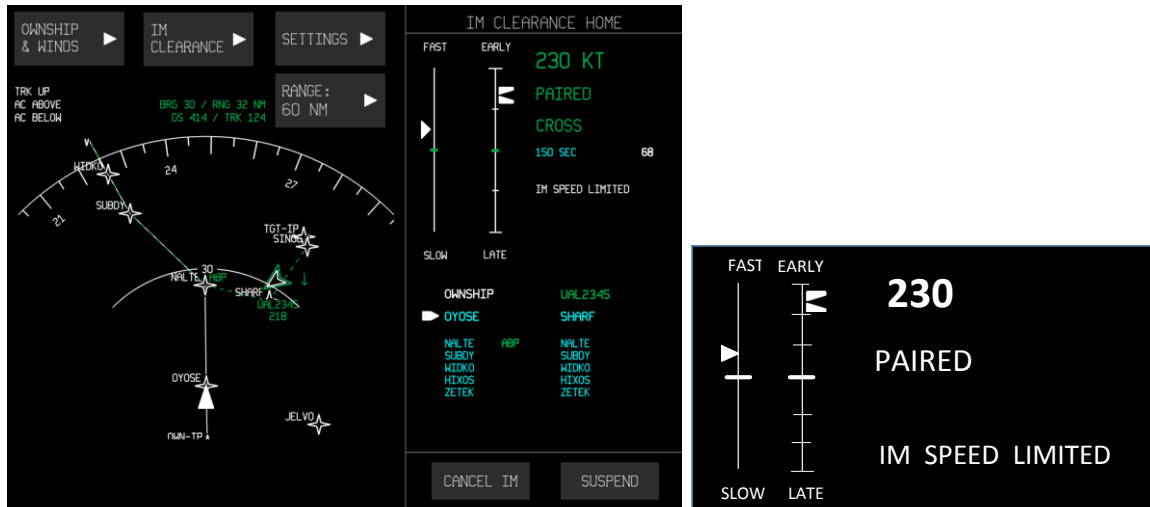 OWNSHIP
& WINDS
IM
CLEARANCE
SETTINGS
RANGE:
60 NM
TRK UP
AC ABOVE
AC BELOW
BRG 30 / RNG 32 NM
GS 414 / TRK 124
21
24
27
WIDKO
SUBDY
TGT-IP
SINOG
30
NALTE ABP
SHARF
UAL2345
218
OYOSE
JELVO
OWN-TP
IM CLEARANCE HOME
FAST EARLY
230 KT
PAIRED
CROSS
150 SEC 68
IM SPEED LIMITED
SLOW LATE
OWNSHIP UAL2345
OYOSE SHARF
NALTE ABP NALTE
SUBDY SUBDY
WIDKO WIDKO
HIXOS HIXOS
ZETEK ZETEK
CANCEL IM SUSPEND
FAST EARLY
230
PAIRED
IM SPEED LIMITED
SLOW LATE